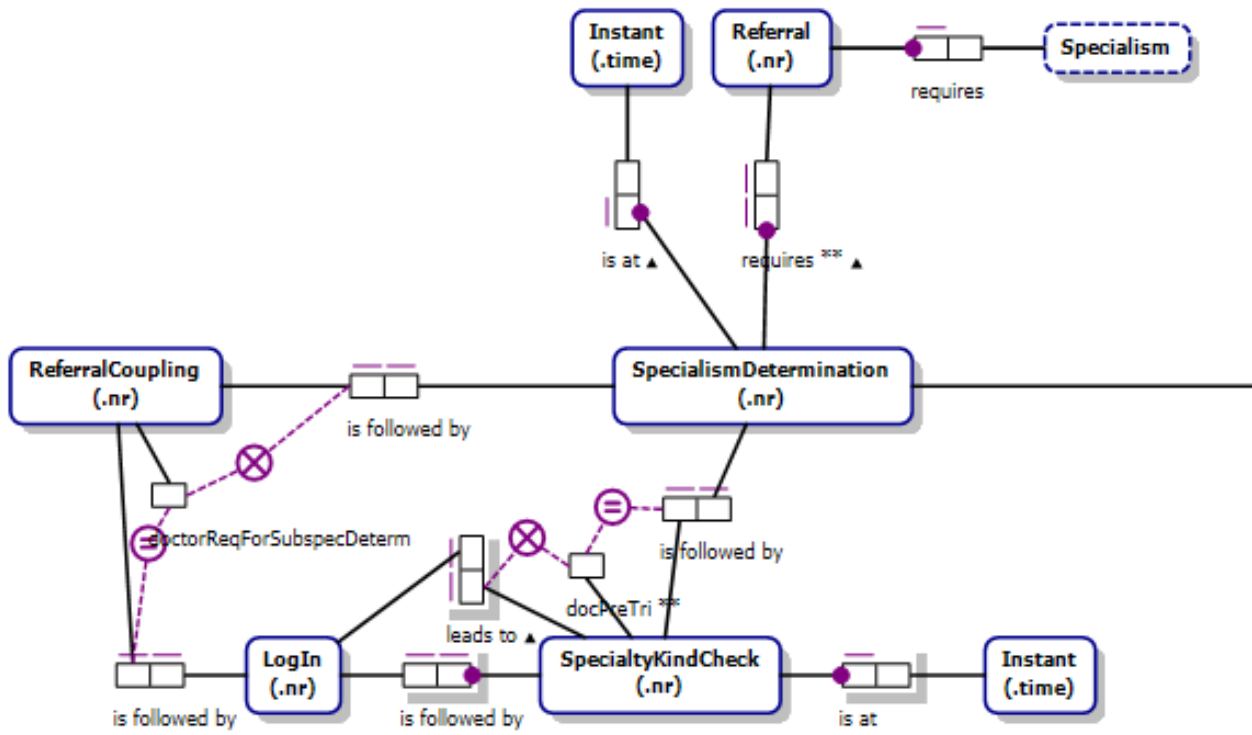 Instant
(.time)
Referral
(.nr)
Specialism
requires
is at ▲
requires ** ▲
ReferralCoupling
(.nr)
SpecialismDetermination
(.nr)
is followed by
doctorReqForSubspecDeterm
is followed by
docPreTri **
leads to ▲
LogIn
(.nr)
SpecialtyKindCheck
(.nr)
Instant
(.time)
is followed by
is followed by
is at